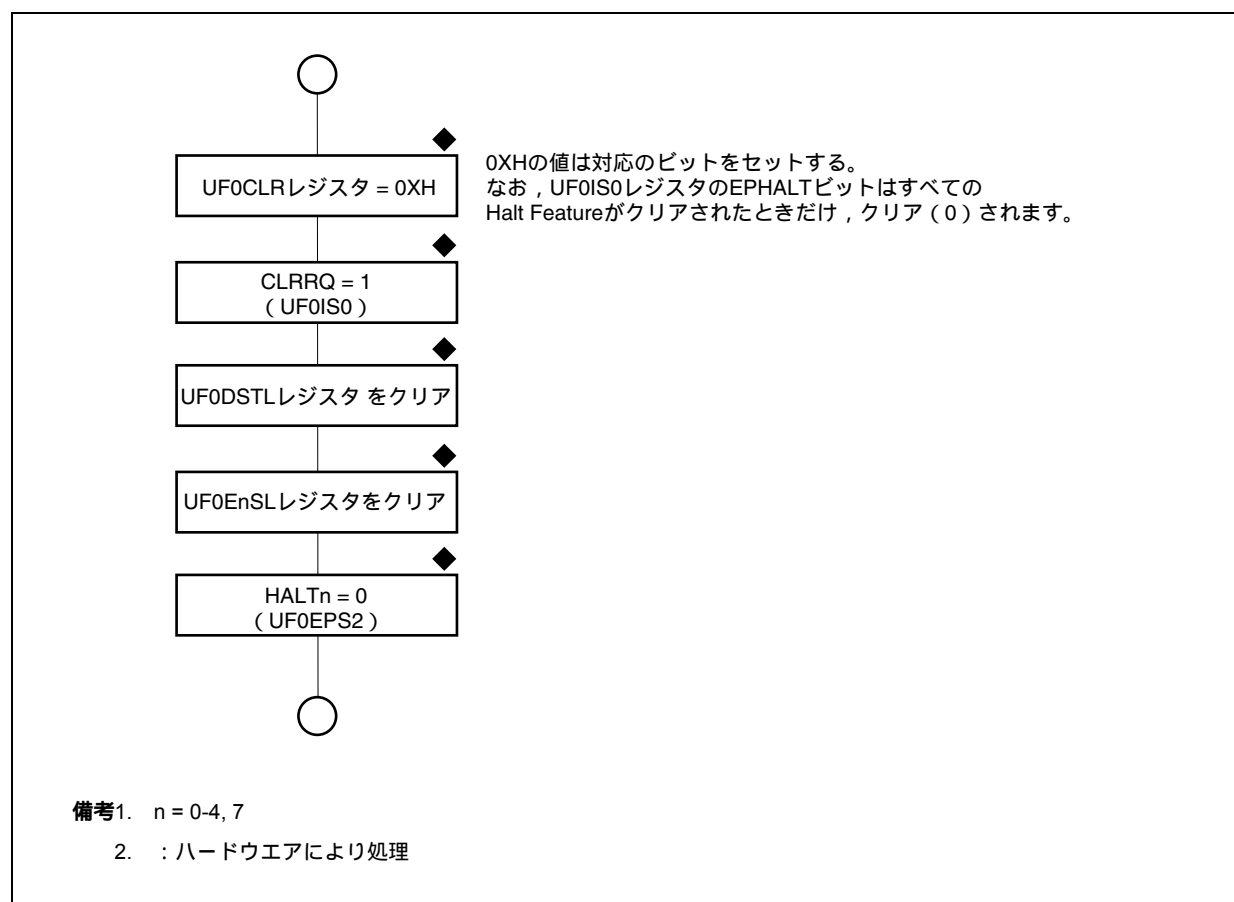 UF0CLRレジスタ = 0XH
0XHの値は対応のビットをセットする。
なお，UF0IS0レジスタのEPHALTビットはすべての
Halt Featureがクリアされたときだけ，クリア（0）されます。
CLRRQ = 1
（UF0IS0）
UF0DSTLレジスタ をクリア
UF0EnSLレジスタをクリア
HALTn = 0
（UF0EPS2）
備考1. n = 0-4, 7
2. ：ハードウエアにより処理